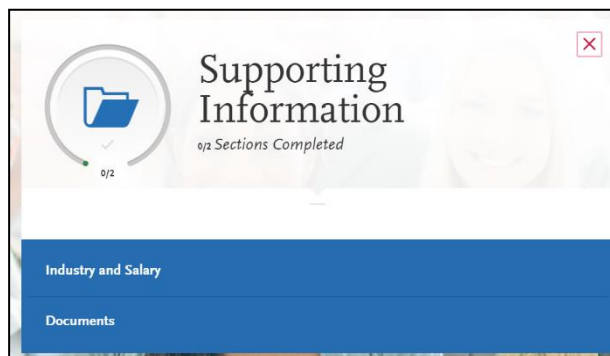 Supporting
Information
0/2 Sections Completed
0/2
Industry and Salary
Documents